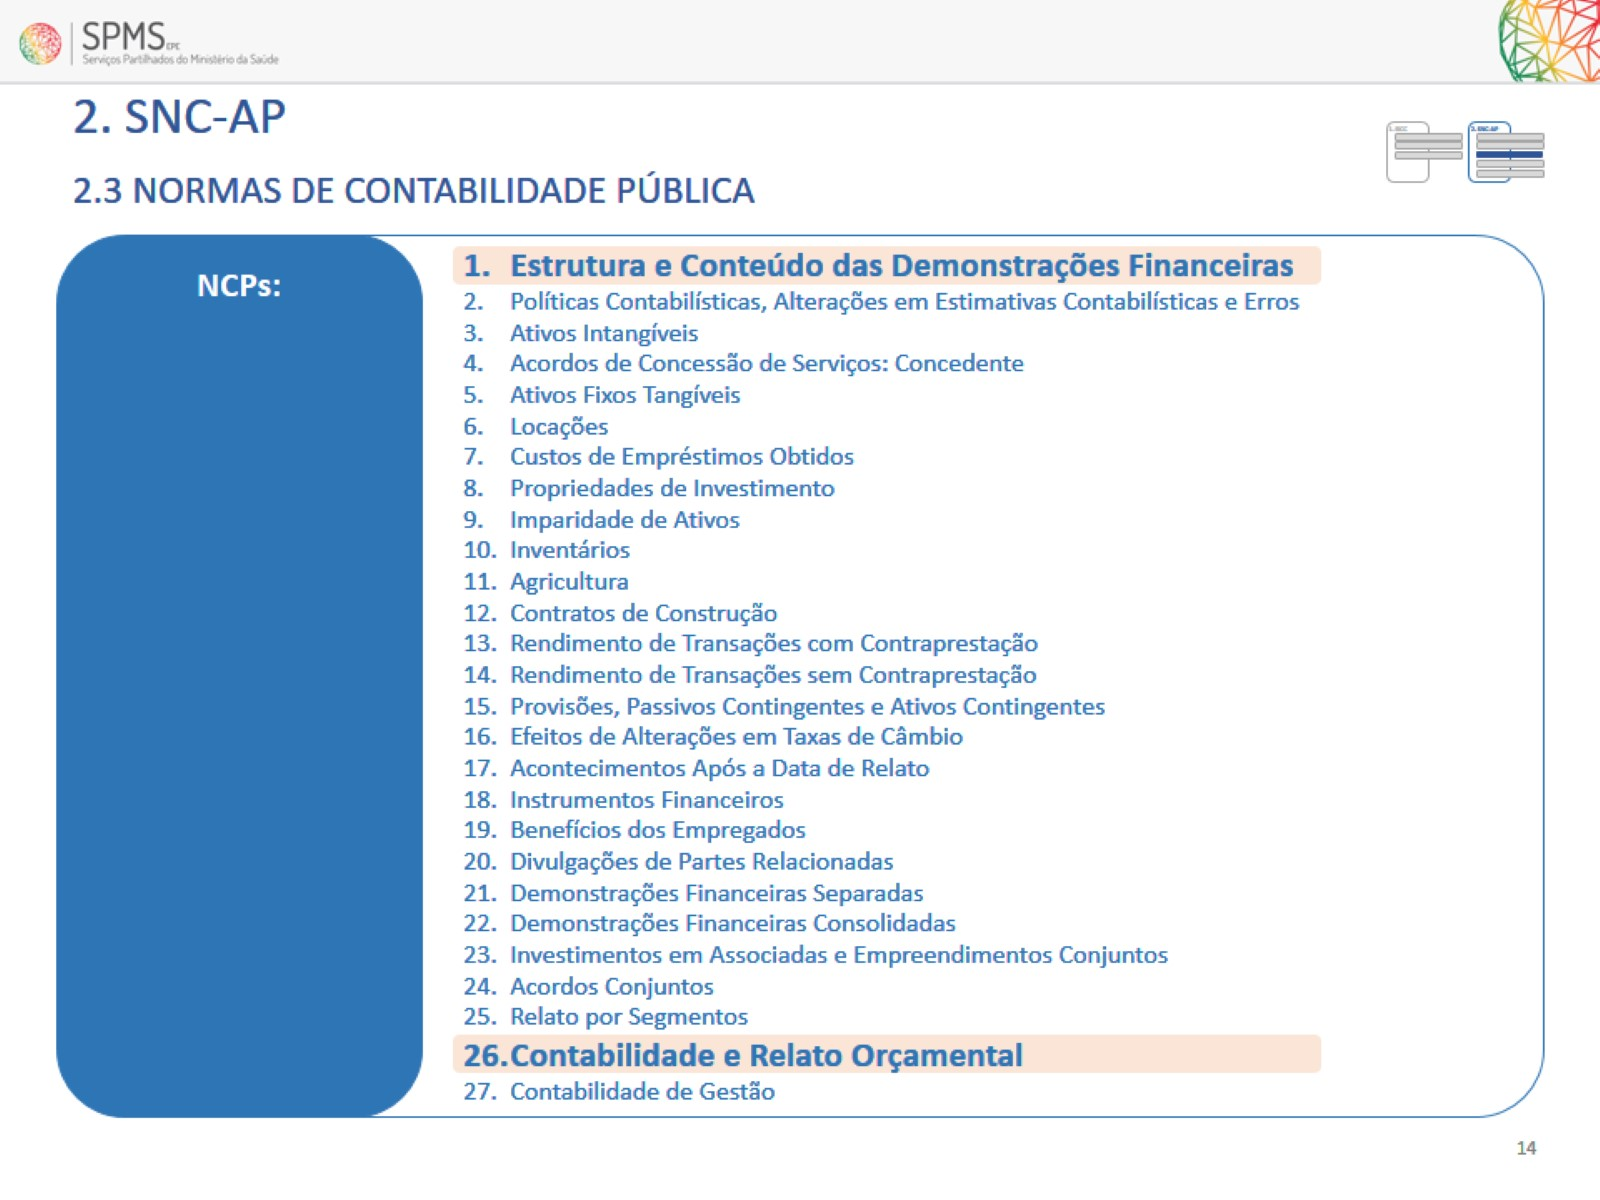 SPMS EPE
Serviços Partilhados do Ministério da Saúde
2. SNC-AP
2. SNC-AP
2.3 NORMAS DE CONTABILIDADE PÚBLICA
NCPs:
1. Estrutura e Conteúdo das Demonstrações Financeiras
2. Políticas Contabilísticas, Alterações em Estimativas Contabilísticas e Erros
3. Ativos Intangíveis
4. Acordos de Concessão de Serviços: Concedente
5. Ativos Fixos Tangíveis
6. Locações
7. Custos de Empréstimos Obtidos
8. Propriedades de Investimento
9. Imparidade de Ativos
10. Inventários
11. Agricultura
12. Contratos de Construção
13. Rendimento de Transações com Contraprestação
14. Rendimento de Transações sem Contraprestação
15. Provisões, Passivos Contingentes e Ativos Contingentes
16. Efeitos de Alterações em Taxas de Câmbio
17. Acontecimentos Após a Data de Relato
18. Instrumentos Financeiros
19. Benefícios dos Empregados
20. Divulgações de Partes Relacionadas
21. Demonstrações Financeiras Separadas
22. Demonstrações Financeiras Consolidadas
23. Investimentos em Associadas e Empreendimentos Conjuntos
24. Acordos Conjuntos
25. Relato por Segmentos
26. Contabilidade e Relato Orçamental
27. Contabilidade de Gestão
14